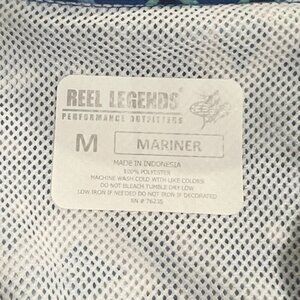 REEL LEGENDS®
PERFORMANCE OUTFITTERS
M MARINER
MADE IN INDONESIA
100% POLYESTER
MACHINE WASH COLD WITH LIKE COLORS
DO NOT BLEACH TUMBLE DRY LOW
LOW IRON IF NEEDED DO NOT IRON IF DECORATED
RN # 76235